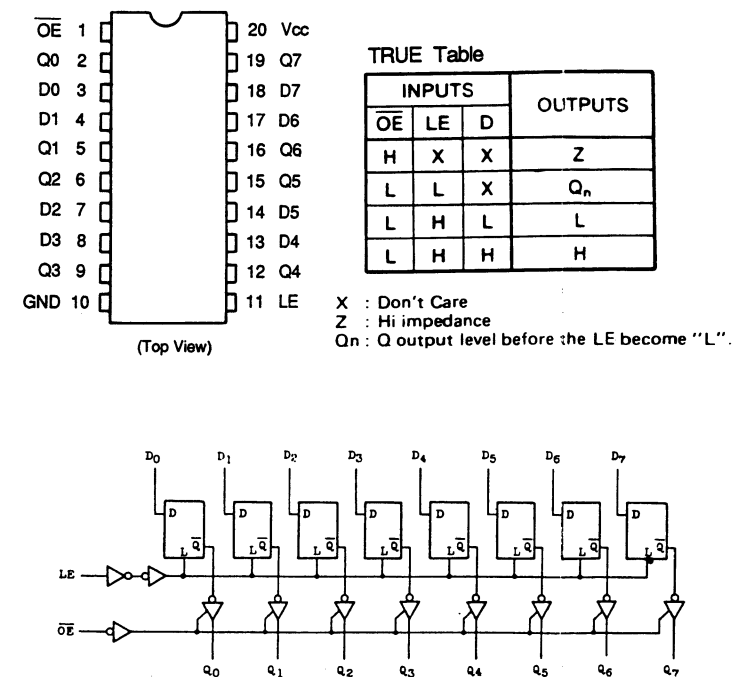 OE 1 20 Vcc
Q0 2 19 Q7
D0 3 18 D7
D1 4 17 D6
Q1 5 16 Q6
Q2 6 15 Q5
D2 7 14 D5
D3 8 13 D4
Q3 9 12 Q4
GND 10 11 LE
(Top View)
TRUE Table
INPUTS OUTPUTS
OE LE D
H X X Z
L L X Qn
L H L L
L H H H
X : Don't Care
Z : Hi impedance
Qn : Q output level before the LE become "L".
D0 D1 D2 D3 D4 D5 D6 D7
D D D D D D D D
L Q L Q L Q L Q L Q L Q L Q L Q
LE
OE
Q0 Q1 Q2 Q3 Q4 Q5 Q6 Q7